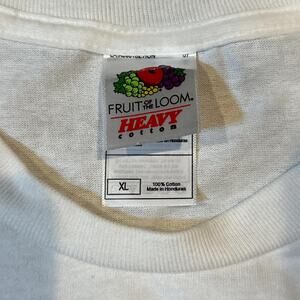 FRUIT OF THE LOOM®
HEAVY
cotton
XL
100% Cotton
Made in Honduras